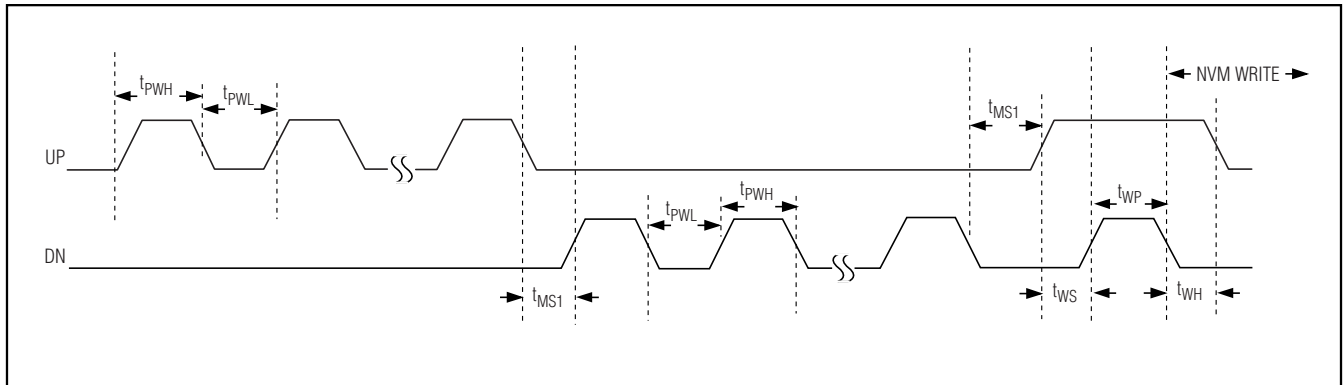 NVM WRITE
tPWH
tPWL
tMS1
UP
tPWL
tPWH
tWP
DN
tMS1
tWS
tWH